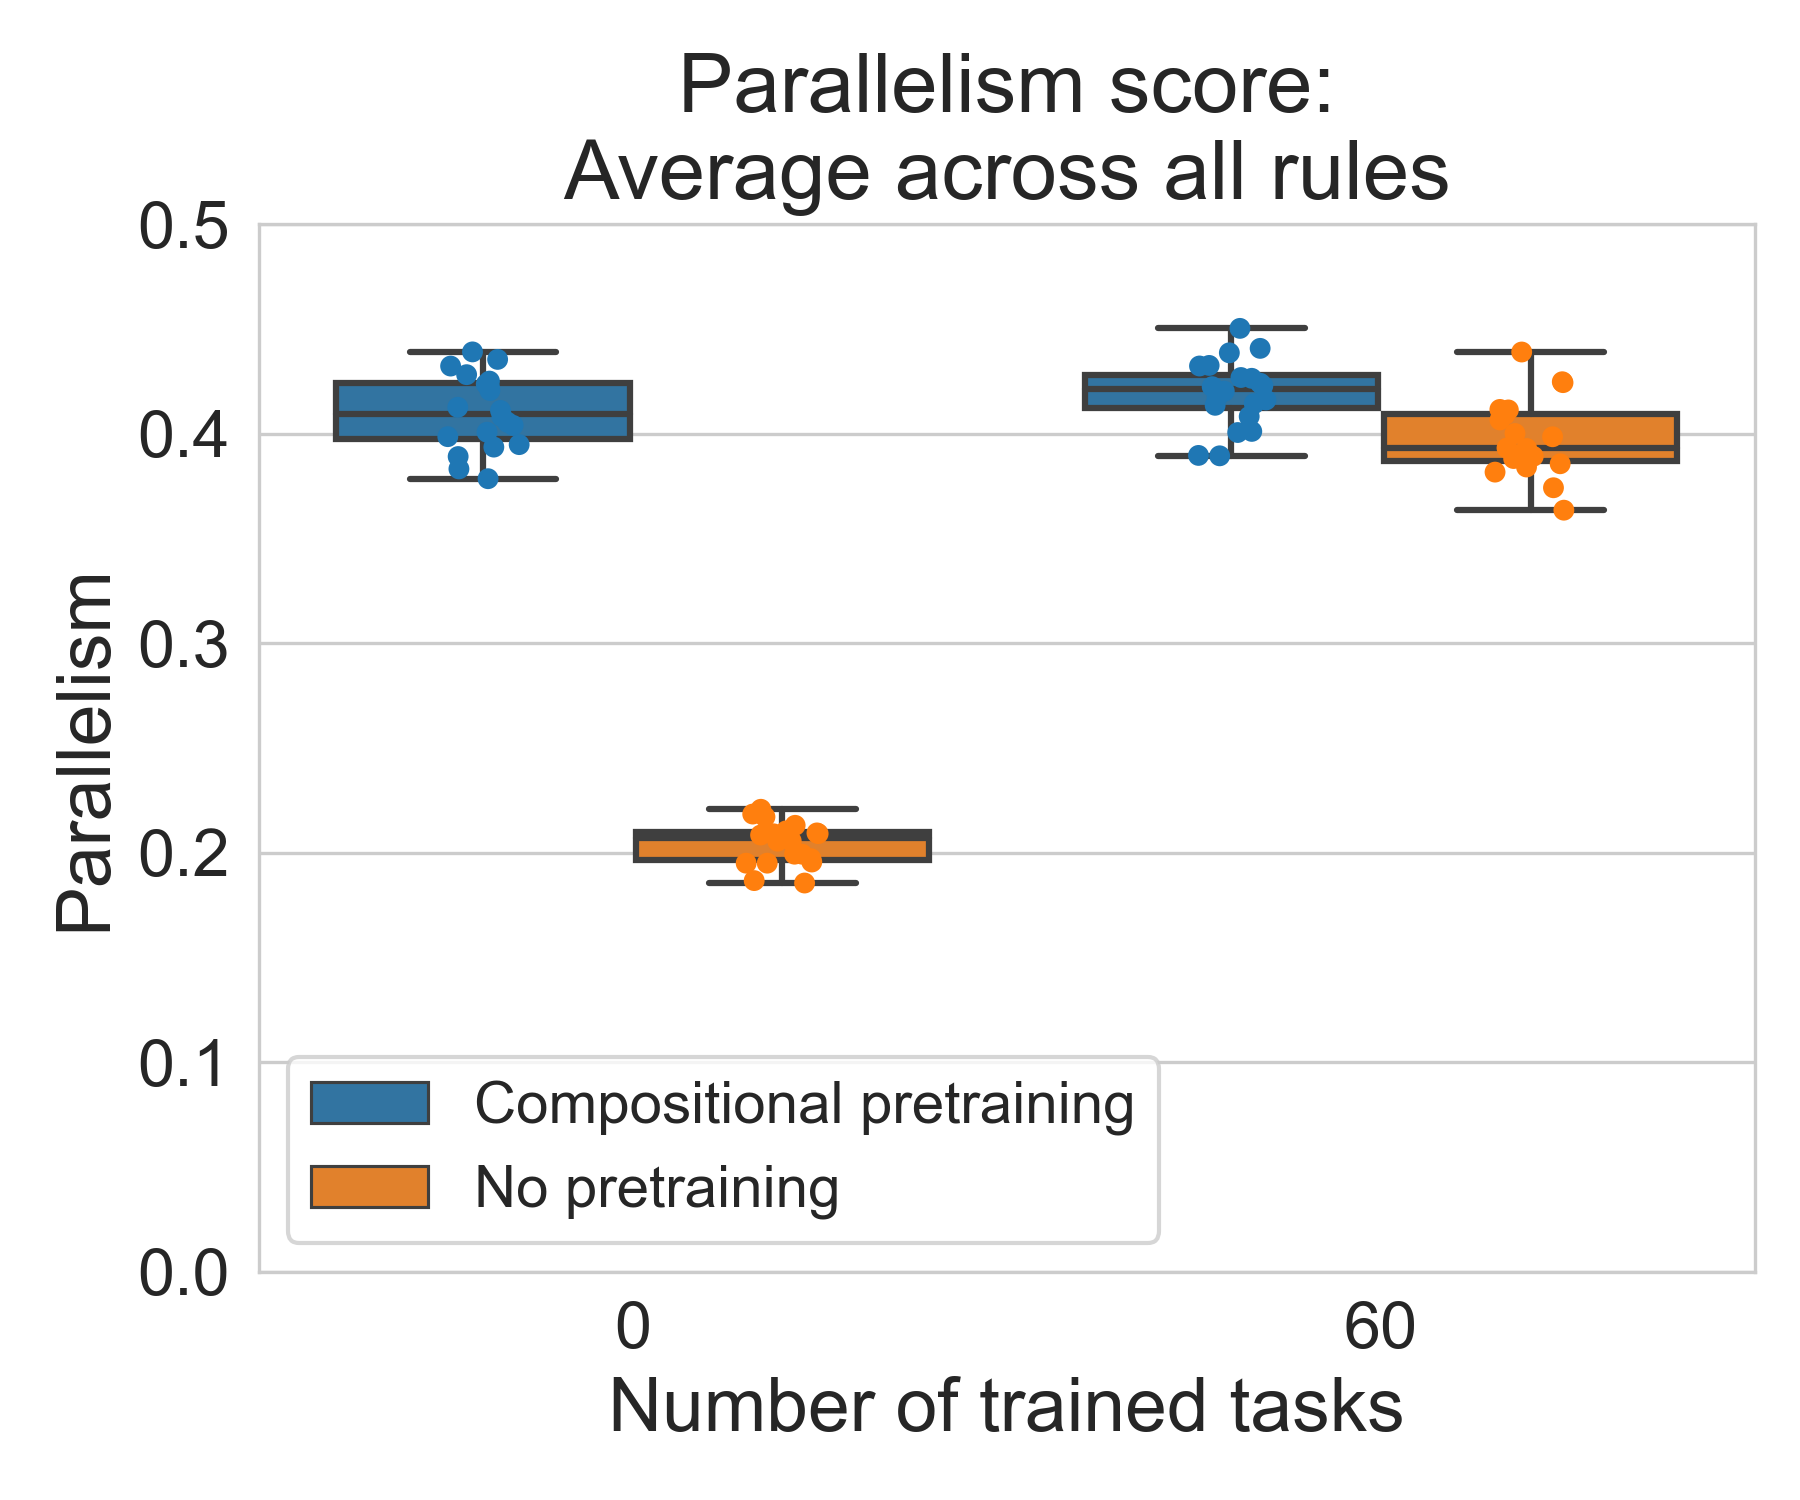 Parallelism score:
Average across all rules
0.5
0.4
0.3
0.2
0.1
0.0
Parallelism
Compositional pretraining
No pretraining
0
60
Number of trained tasks